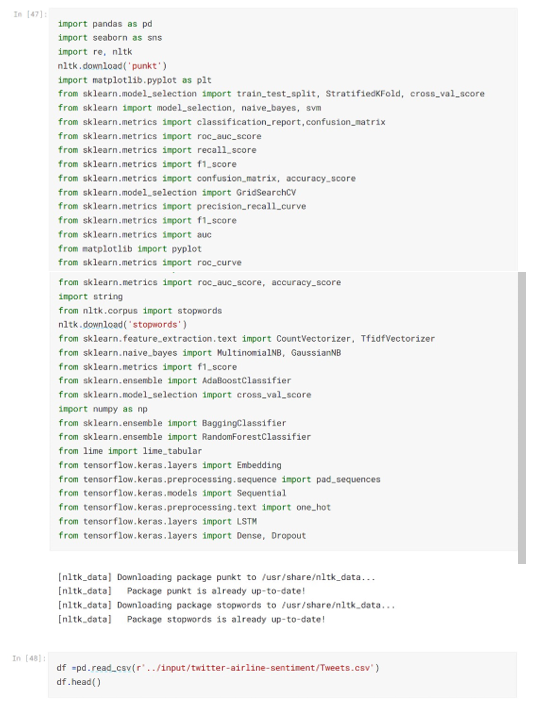 In [47]:
import pandas as pd
import seaborn as sns
import re, nltk
nltk.download('punkt')
import matplotlib.pyplot as plt
from sklearn.model_selection import train_test_split, StratifiedKFold, cross_val_score
from sklearn import model_selection, naive_bayes, svm
from sklearn.metrics import classification_report,confusion_matrix
from sklearn.metrics import roc_auc_score
from sklearn.metrics import recall_score
from sklearn.metrics import f1_score
from sklearn.metrics import confusion_matrix, accuracy_score
from sklearn.model_selection import GridSearchCV
from sklearn.metrics import precision_recall_curve
from sklearn.metrics import f1_score
from sklearn.metrics import auc
from matplotlib import pyplot
from sklearn.metrics import roc_curve
from sklearn.metrics import roc_auc_score, accuracy_score
import string
from nltk.corpus import stopwords
nltk.download('stopwords')
from sklearn.feature_extraction.text import CountVectorizer, TfidfVectorizer
from sklearn.naive_bayes import MultinomialNB, GaussianNB
from sklearn.metrics import f1_score
from sklearn.ensemble import AdaBoostClassifier
from sklearn.model_selection import cross_val_score
import numpy as np
from sklearn.ensemble import BaggingClassifier
from sklearn.ensemble import RandomForestClassifier
from lime import lime_tabular
from tensorflow.keras.layers import Embedding
from tensorflow.keras.preprocessing.sequence import pad_sequences
from tensorflow.keras.models import Sequential
from tensorflow.keras.preprocessing.text import one_hot
from tensorflow.keras.layers import LSTM
from tensorflow.keras.layers import Dense, Dropout
[nltk_data] Downloading package punkt to /usr/share/nltk_data...
[nltk_data]   Package punkt is already up-to-date!
[nltk_data] Downloading package stopwords to /usr/share/nltk_data...
[nltk_data]   Package stopwords is already up-to-date!
In [48]:
df =pd.read_csv(r'../input/twitter-airline-sentiment/Tweets.csv')
df.head()